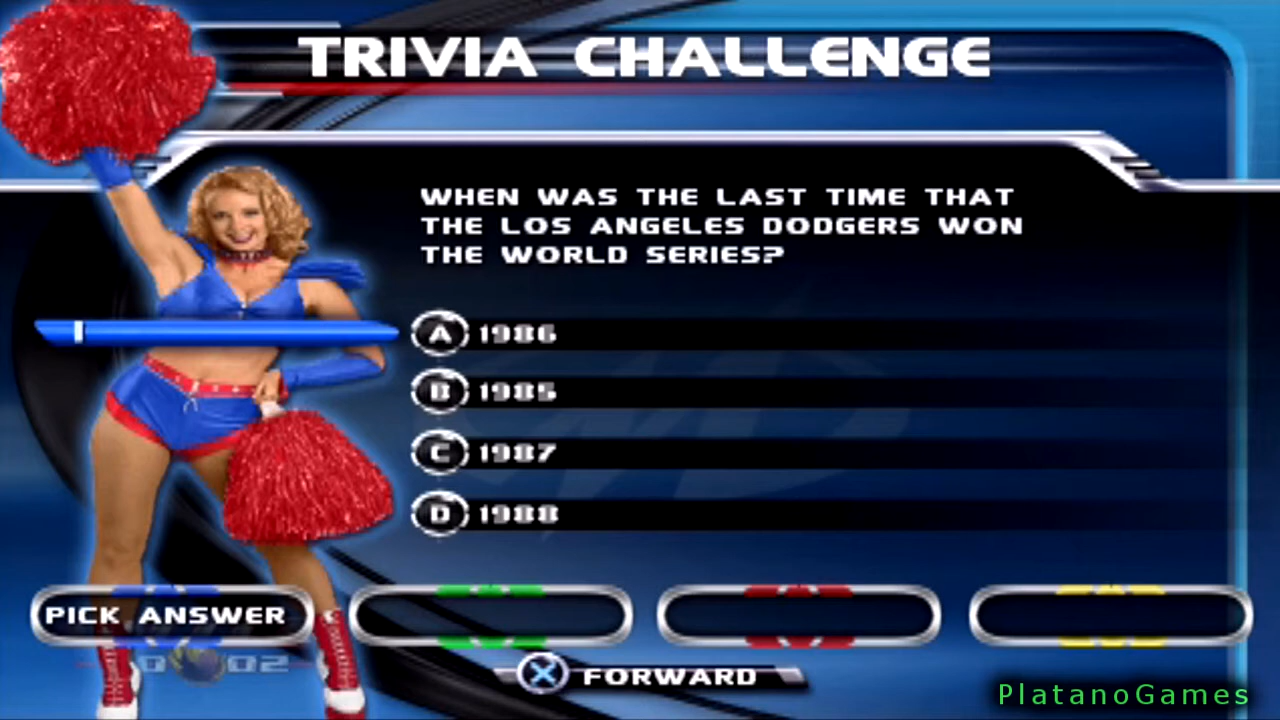 TRIVIA CHALLENGE
WHEN WAS THE LAST TIME THAT
THE LOS ANGELES DODGERS WON
THE WORLD SERIES?
A 1986
B 1985
C 1987
D 1988
PICK ANSWER
02
X FORWARD
PlatanoGames